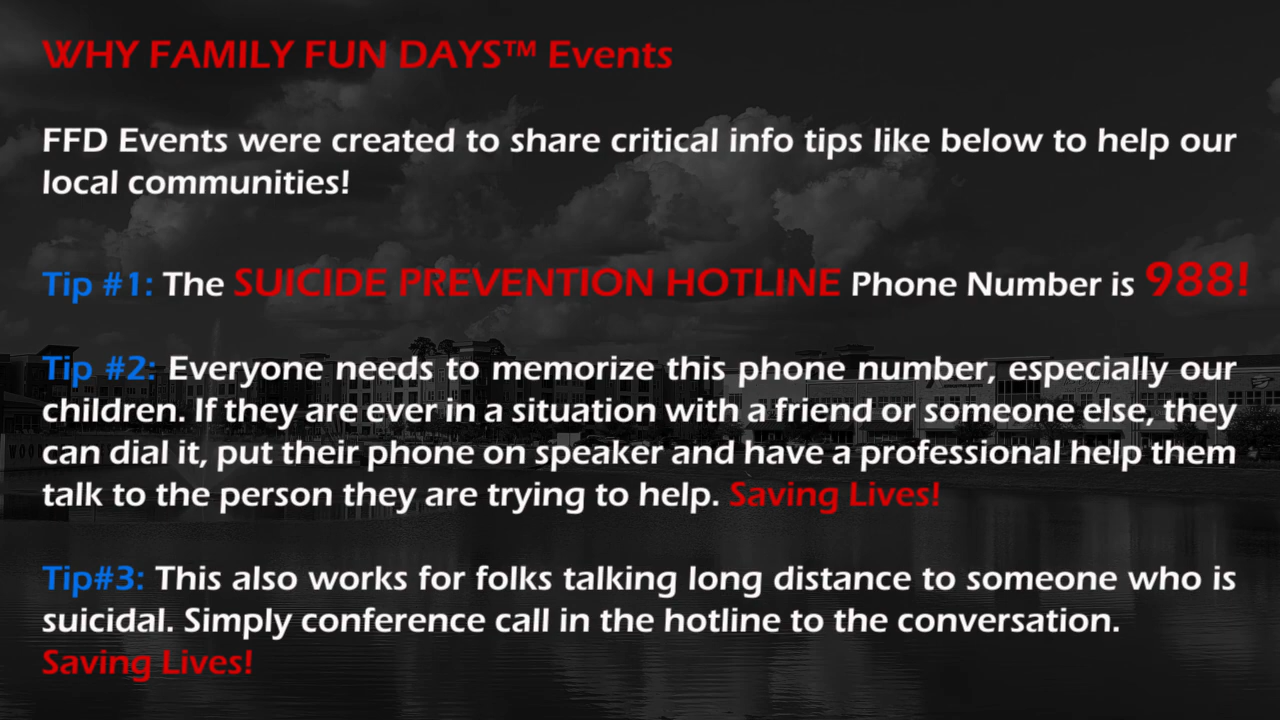 WHY FAMILY FUN DAYS™ Events
FFD Events were created to share critical info tips like below to help our
local communities!
Tip #1: The SUICIDE PREVENTION HOTLINE Phone Number is 988!
Tip #2: Everyone needs to memorize this phone number, especially our
children. If they are ever in a situation with a friend or someone else, they
can dial it, put their phone on speaker and have a professional help them
talk to the person they are trying to help. Saving Lives!
Tip#3: This also works for folks talking long distance to someone who is
suicidal. Simply conference call in the hotline to the conversation.
Saving Lives!